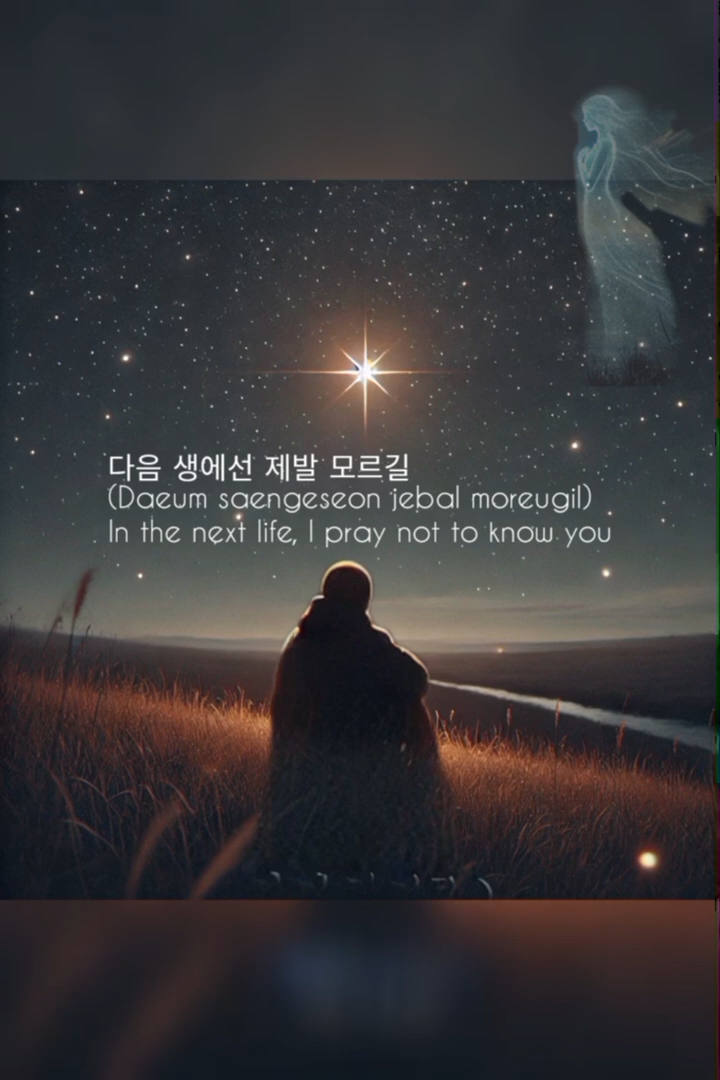 다음 생에선 제발 모르길
(Daeum saengeseon jebal moreugil)
In the next life, I pray not to know you